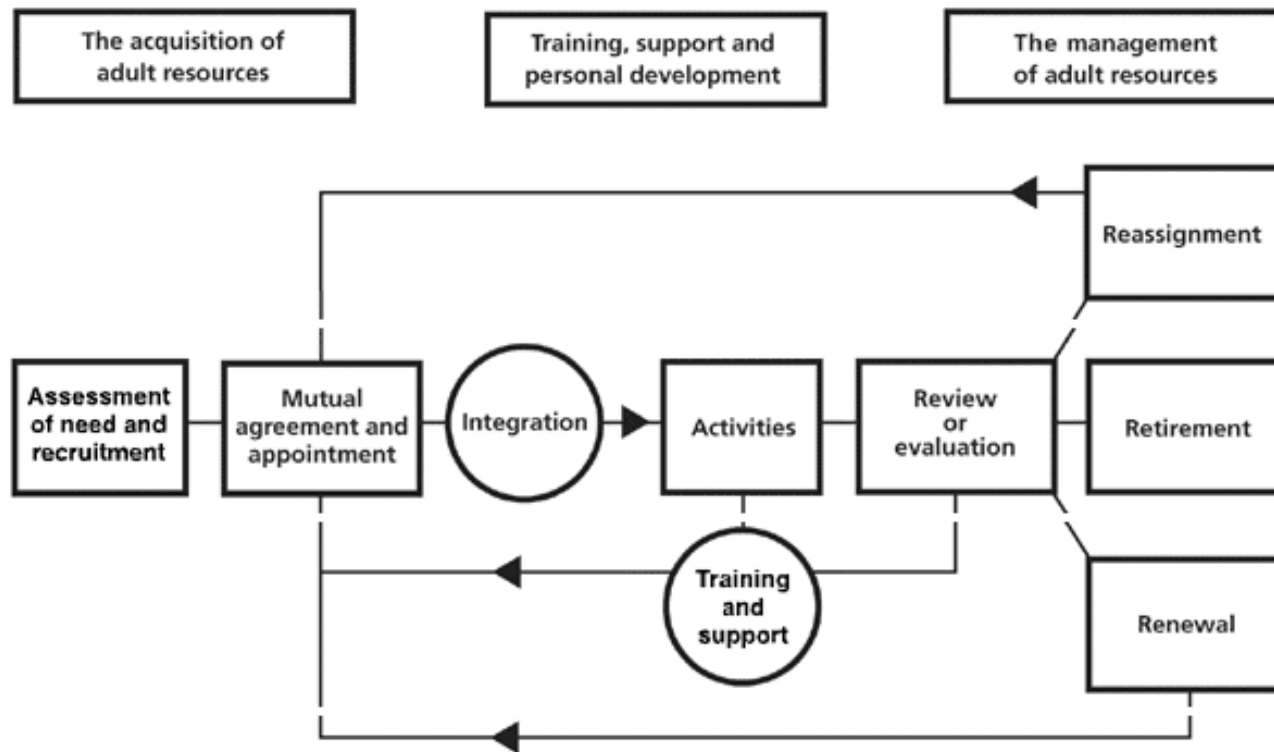 The acquisition of
adult resources
Training, support and
personal development
The management
of adult resources
Reassignment
Assessment
of need and
recruitment
Mutual
agreement and
appointment
Integration
Activities
Review
or
evaluation
Retirement
Training
and
support
Renewal